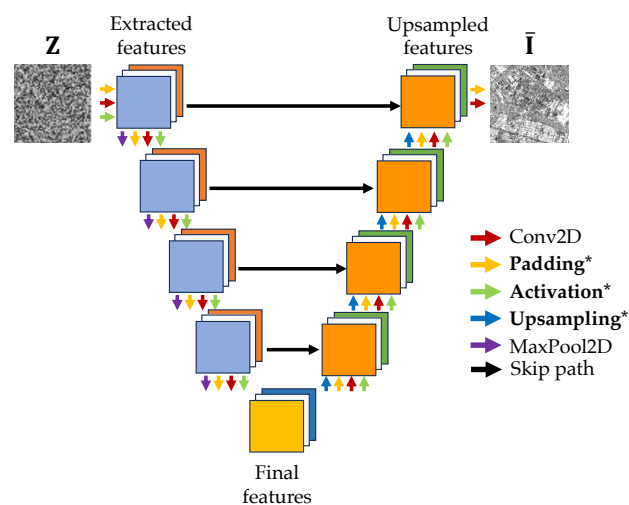 Z
Extracted
features
Upsampled
features
Ī
Conv2D
Padding*
Activation*
Upsampling*
MaxPool2D
Skip path
Final
features